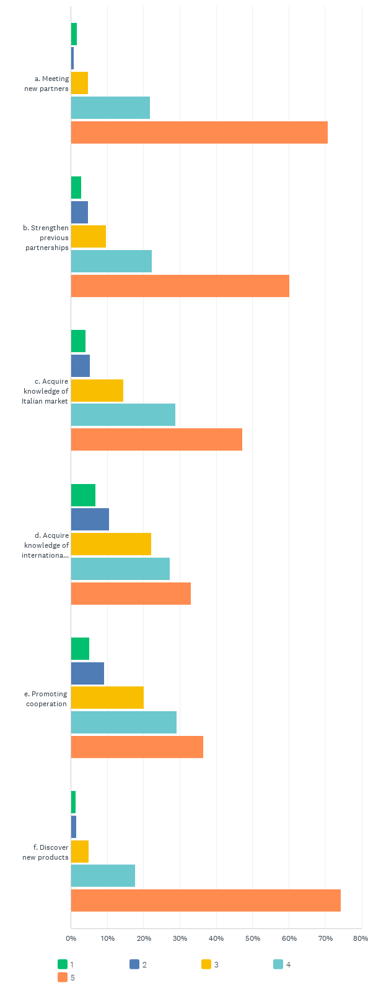 a. Meeting
new partners
b. Strengthen
previous
partnerships
c. Acquire
knowledge of
Italian market
d. Acquire
knowledge of
internationa...
e. Promoting
cooperation
f. Discover
new products
0% 10% 20% 30% 40% 50% 60% 70% 80%
1 2 3 4
5